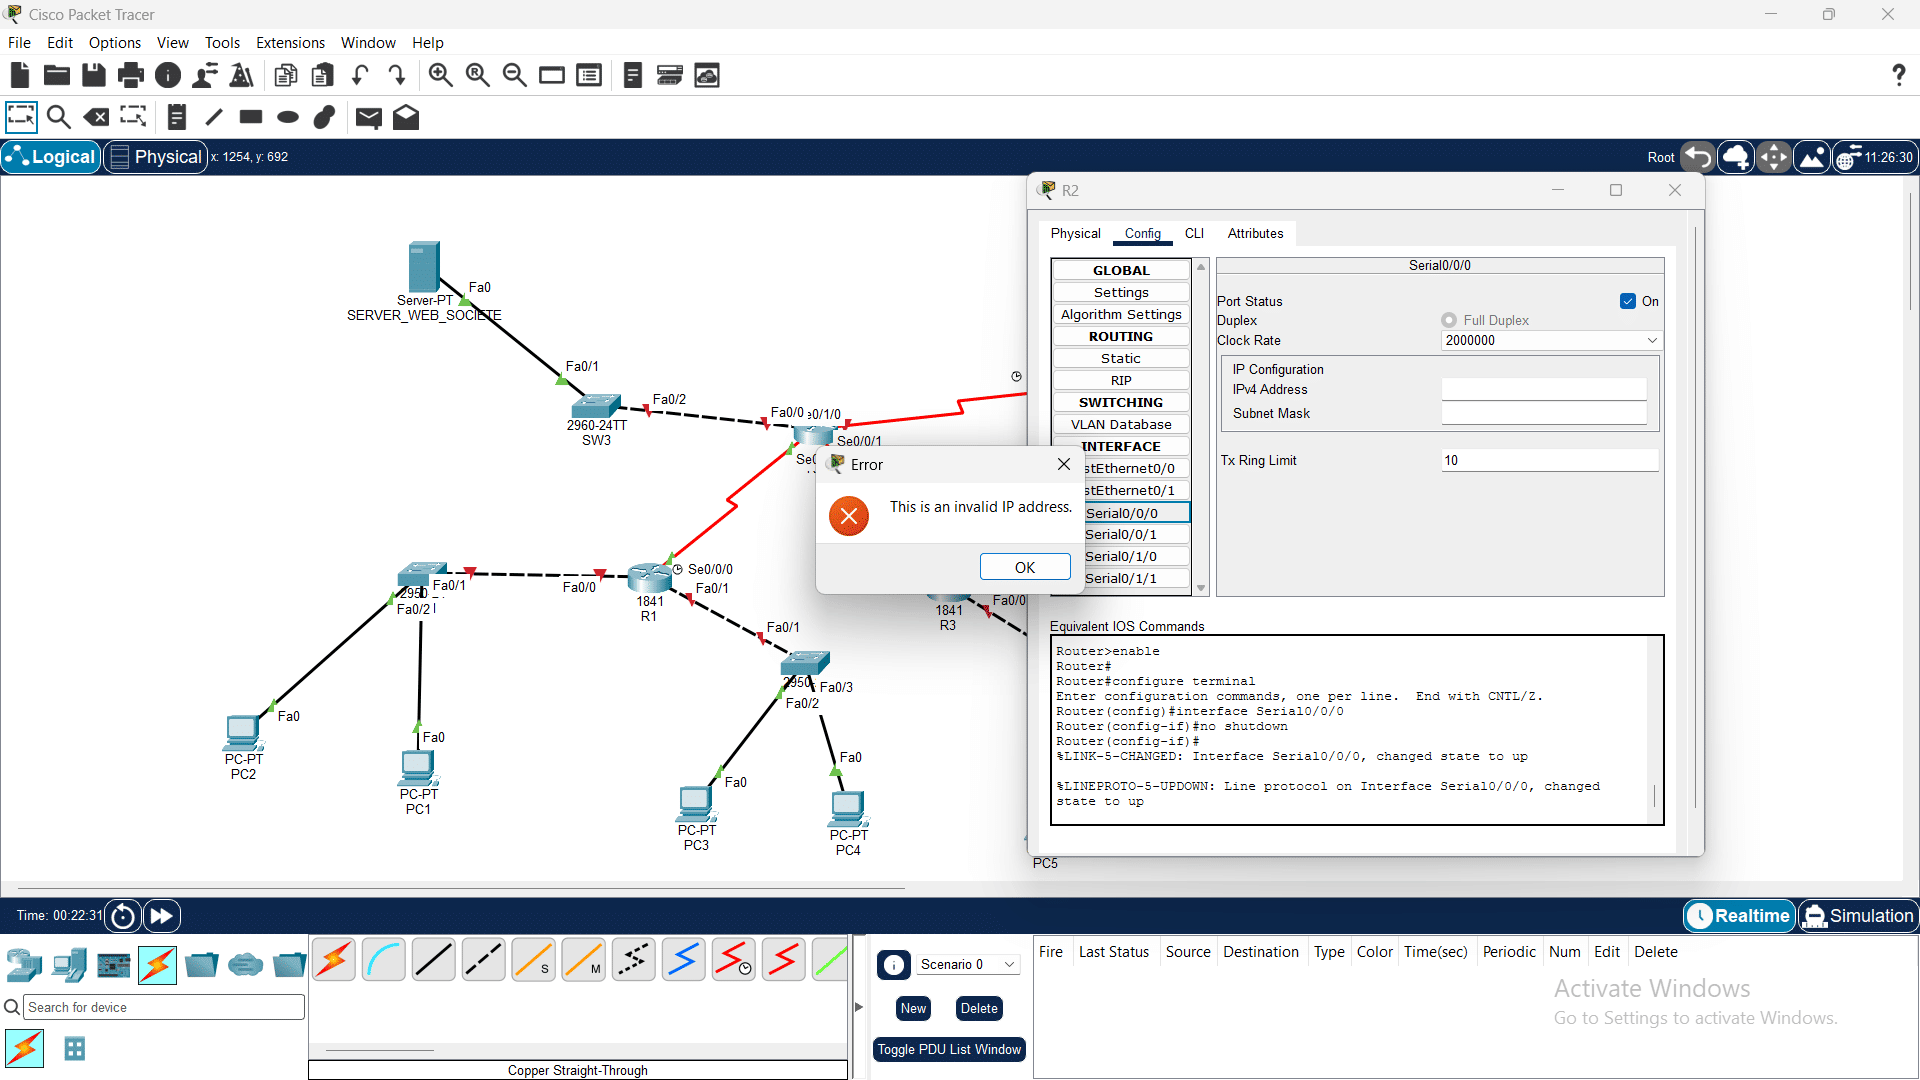 Cisco Packet Tracer
File Edit Options View Tools Extensions Window Help
Logical Physical x: 1254, y: 692 Root 11:26:30
R2
Physical Config CLI Attributes
GLOBAL
Settings
Algorithm Settings
ROUTING
Static
RIP
SWITCHING
VLAN Database
INTERFACE
stEthernet0/0
stEthernet0/1
Serial0/0/0
Serial0/0/1
Serial0/1/0
Serial0/1/1
Serial0/0/0
Port Status On
Duplex Full Duplex
Clock Rate 2000000
IP Configuration
IPv4 Address
Subnet Mask
Tx Ring Limit 10
Equivalent IOS Commands
Router>enable
Router#
Router#configure terminal
Enter configuration commands, one per line. End with CNTL/Z.
Router(config)#interface Serial0/0/0
Router(config-if)#no shutdown
Router(config-if)#
%LINK-5-CHANGED: Interface Serial0/0/0, changed state to up
%LINEPROTO-5-UPDOWN: Line protocol on Interface Serial0/0/0, changed
state to up
Error
This is an invalid IP address.
OK
Fa0
Server-PT
SERVER_WEB_SOCIETE
Fa0/1
Fa0/2
2960-24TT
SW3
Fa0/0
Se0/0/1
Fa0/1
Fa0/2
Fa0/0
Se0/0/0
Fa0/1
1841
R1
Fa0/1
Fa0/3
Fa0/2
1841
R3
Fa0/0
Fa0
PC-PT
PC2
Fa0
PC-PT
PC1
Fa0
PC-PT
PC3
Fa0
PC-PT
PC4
PC5
Time: 00:22:31 Realtime Simulation
Search for device
S
M
Copper Straight-Through
Scenario 0
New Delete
Toggle PDU List Window
Fire Last Status Source Destination Type Color Time(sec) Periodic Num Edit Delete
Activate Windows
Go to Settings to activate Windows.